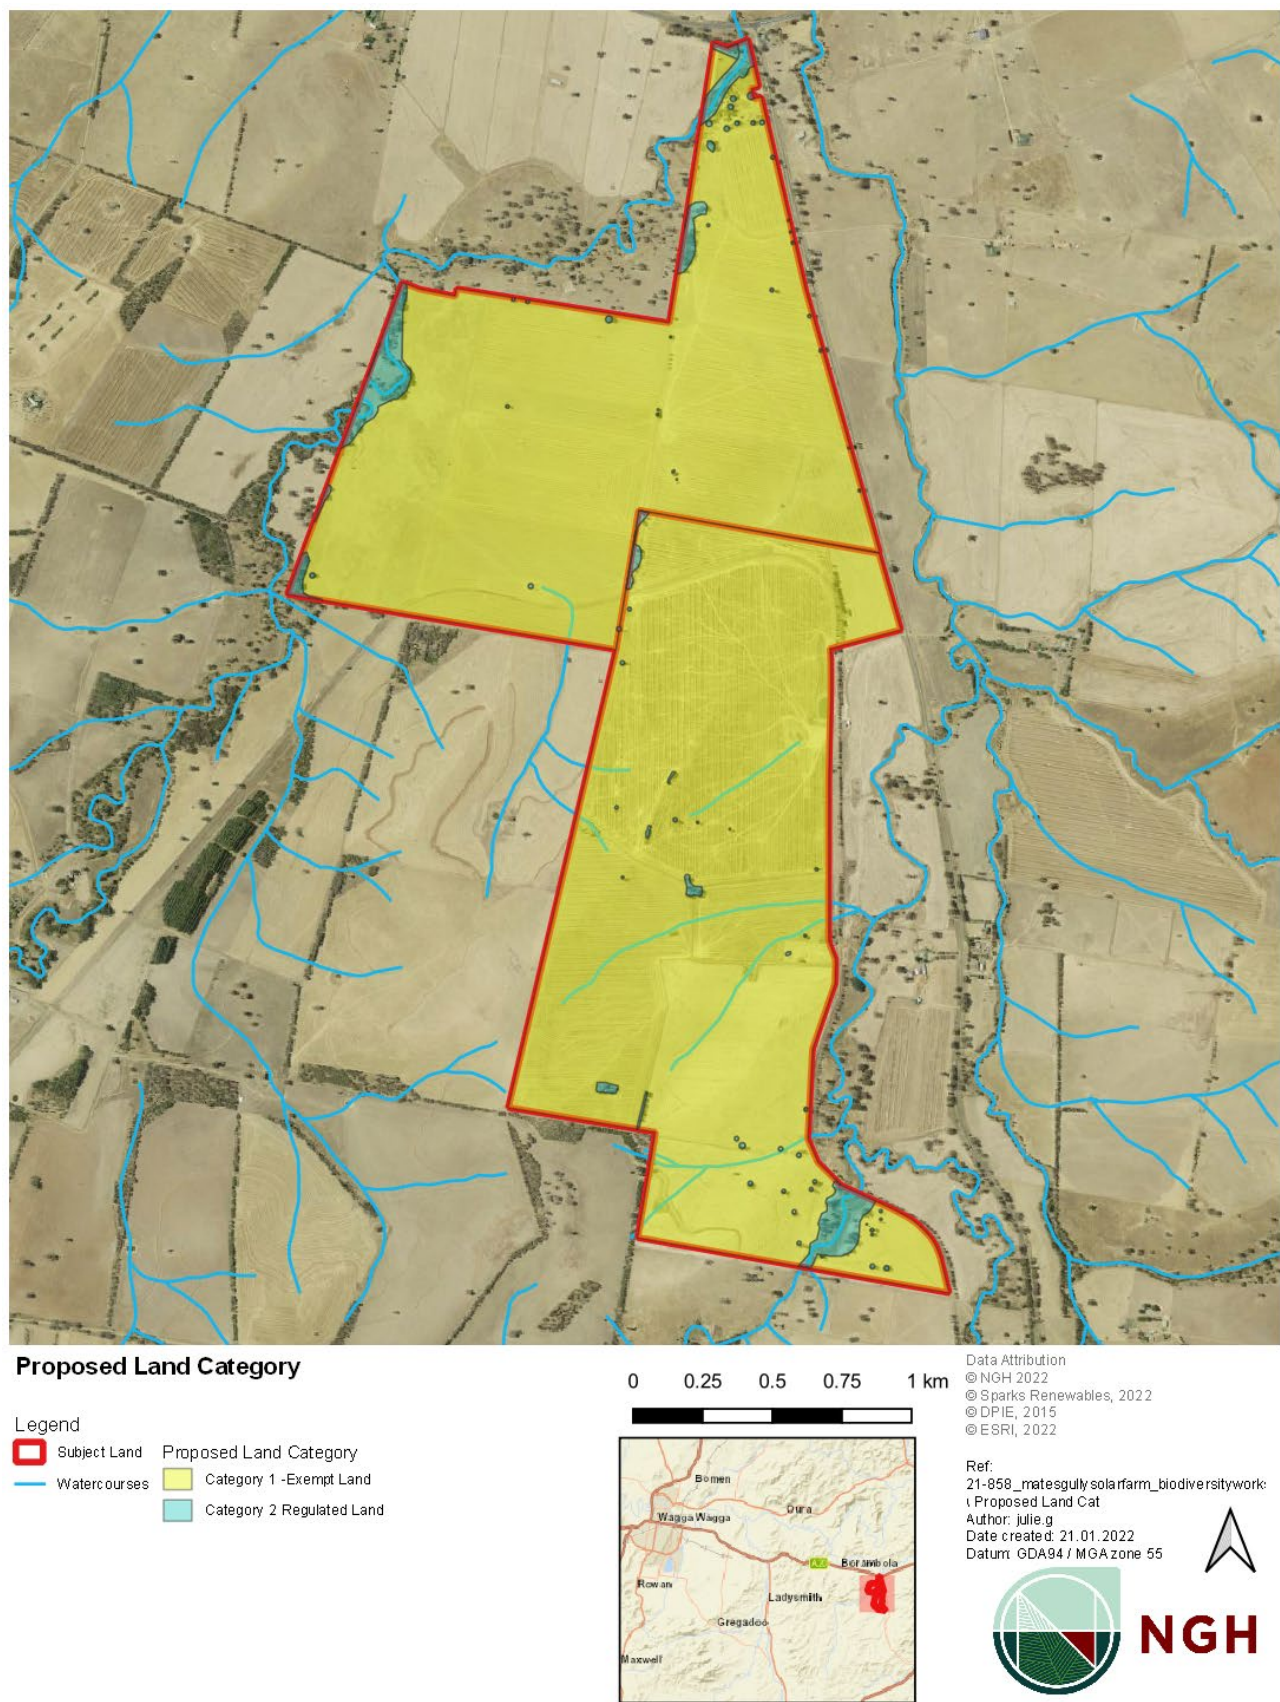 Proposed Land Category
Legend
Subject Land
Watercourses
Proposed Land Category
Category 1 -Exempt Land
Category 2 Regulated Land
0 0.25 0.5 0.75 1 km
Bomen
Oura
Wagga Wagga
A20
Borambola
Rowan
Ladysmith
Gregadoo
Maxwell
Data Attribution
© NGH 2022
© Sparks Renewables, 2022
© DPIE, 2015
© ESRI, 2022
Ref:
21-858_matesgullysolarfarm_biodiversitywork
Proposed Land Cat
Author: julie.g
Date created: 21.01.2022
Datum: GDA94 / MGA zone 55
NGH